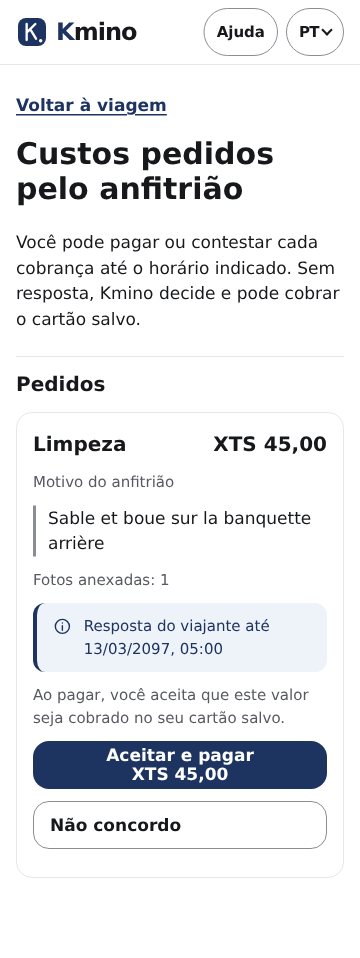 K. Kmino
Ajuda
PT
Voltar à viagem
Custos pedidos
pelo anfitrião
Você pode pagar ou contestar cada
cobrança até o horário indicado. Sem
resposta, Kmino decide e pode cobrar
o cartão salvo.
Pedidos
Limpeza XTS 45,00
Motivo do anfitrião
Sable et boue sur la banquette
arrière
Fotos anexadas: 1
Resposta do viajante até
13/03/2097, 05:00
Ao pagar, você aceita que este valor
seja cobrado no seu cartão salvo.
Aceitar e pagar
XTS 45,00
Não concordo